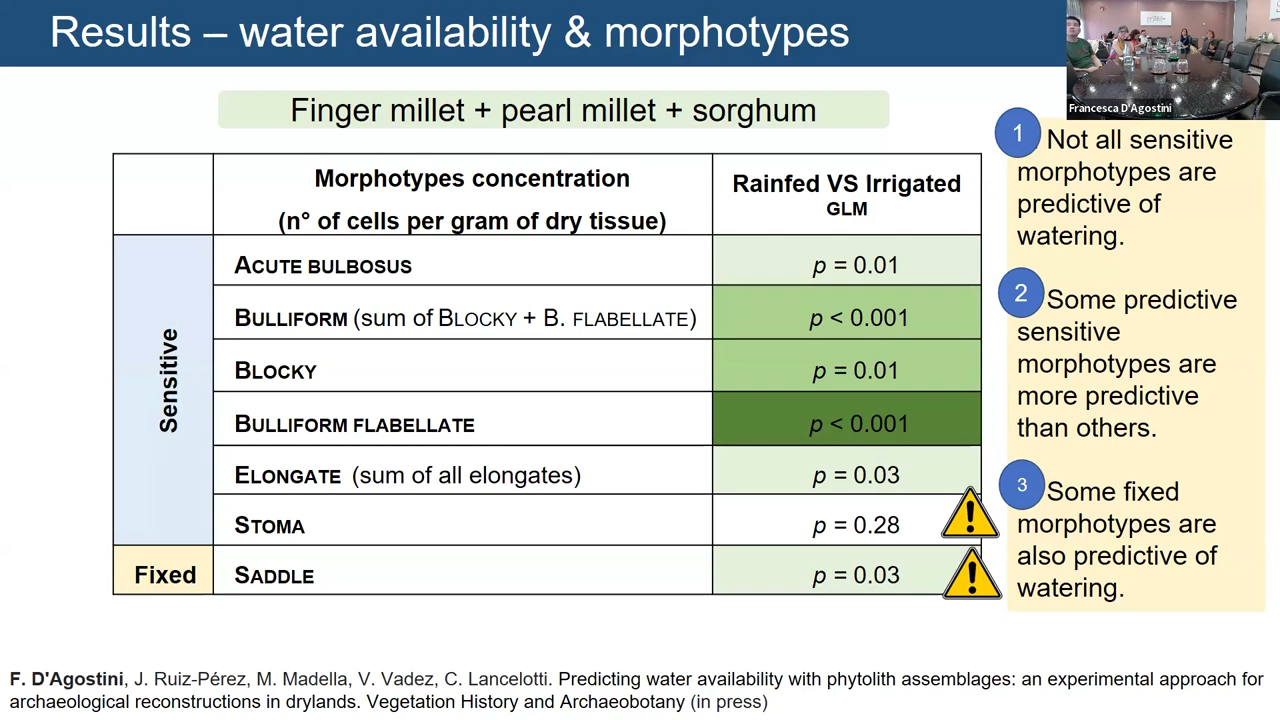 Results – water availability & morphotypes
Francesca D'Agostini
Finger millet + pearl millet + sorghum
Morphotypes concentration
(n° of cells per gram of dry tissue)
Rainfed VS Irrigated
GLM
Sensitive
ACUTE BULBOSUS
p = 0.01
BULLIFORM (sum of BLOCKY + B. FLABELLATE)
p < 0.001
BLOCKY
p = 0.01
BULLIFORM FLABELLATE
p < 0.001
ELONGATE (sum of all elongates)
p = 0.03
STOMA
p = 0.28
Fixed
SADDLE
p = 0.03
1 Not all sensitive
morphotypes are
predictive of
watering.
2 Some predictive
sensitive
morphotypes are
more predictive
than others.
3 Some fixed
morphotypes are
also predictive of
watering.
F. D'Agostini, J. Ruiz-Pérez, M. Madella, V. Vadez, C. Lancelotti. Predicting water availability with phytolith assemblages: an experimental approach for
archaeological reconstructions in drylands. Vegetation History and Archaeobotany (in press)